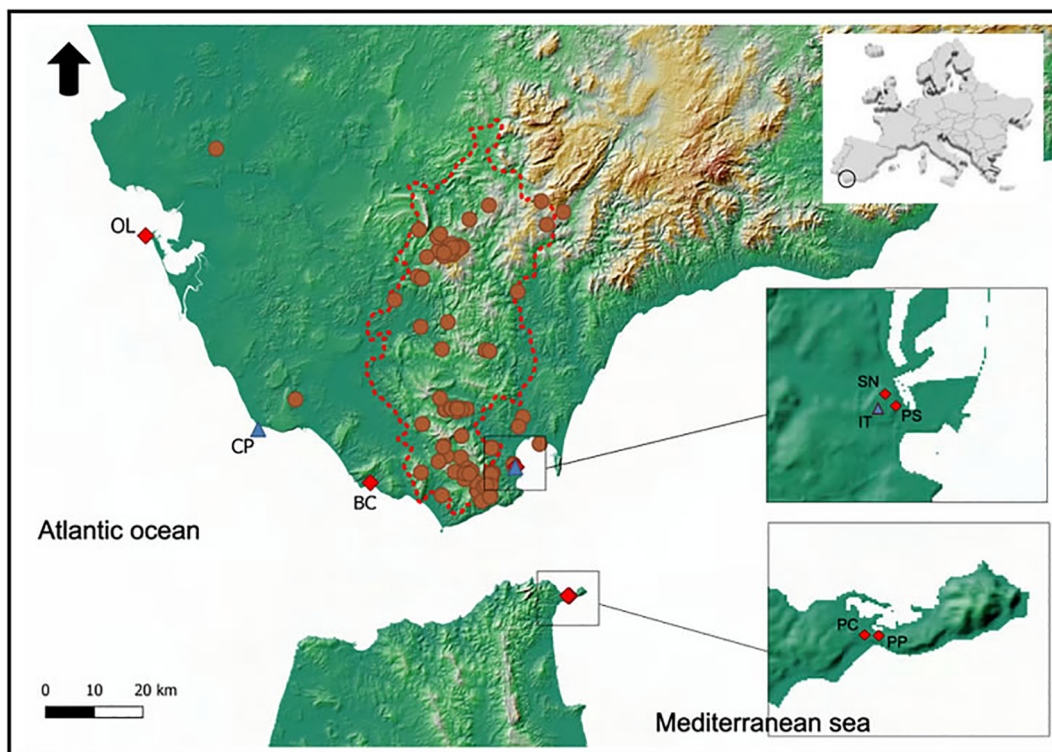 OL
CP
BC
Atlantic ocean
SN
IT
PS
PC
PP
0 10 20 km
Mediterranean sea